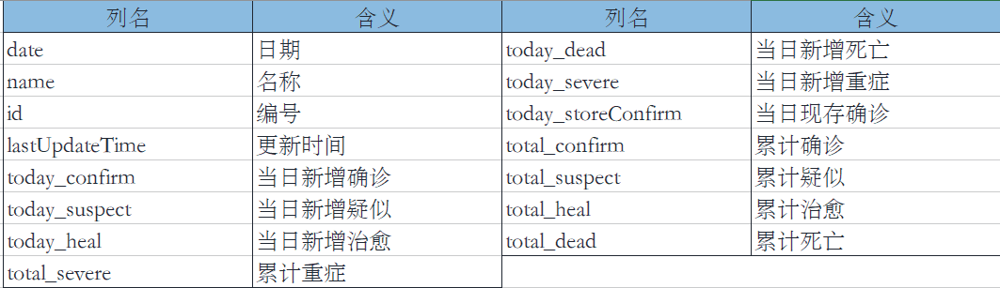 列名 含义 列名 含义
date 日期 today_dead 当日新增死亡
name 名称 today_severe 当日新增重症
id 编号 today_storeConfirm 当日现存确诊
lastUpdateTime 更新时间 total_confirm 累计确诊
today_confirm 当日新增确诊 total_suspect 累计疑似
today_suspect 当日新增疑似 total_heal 累计治愈
today_heal 当日新增治愈 total_dead 累计死亡
total_severe 累计重症